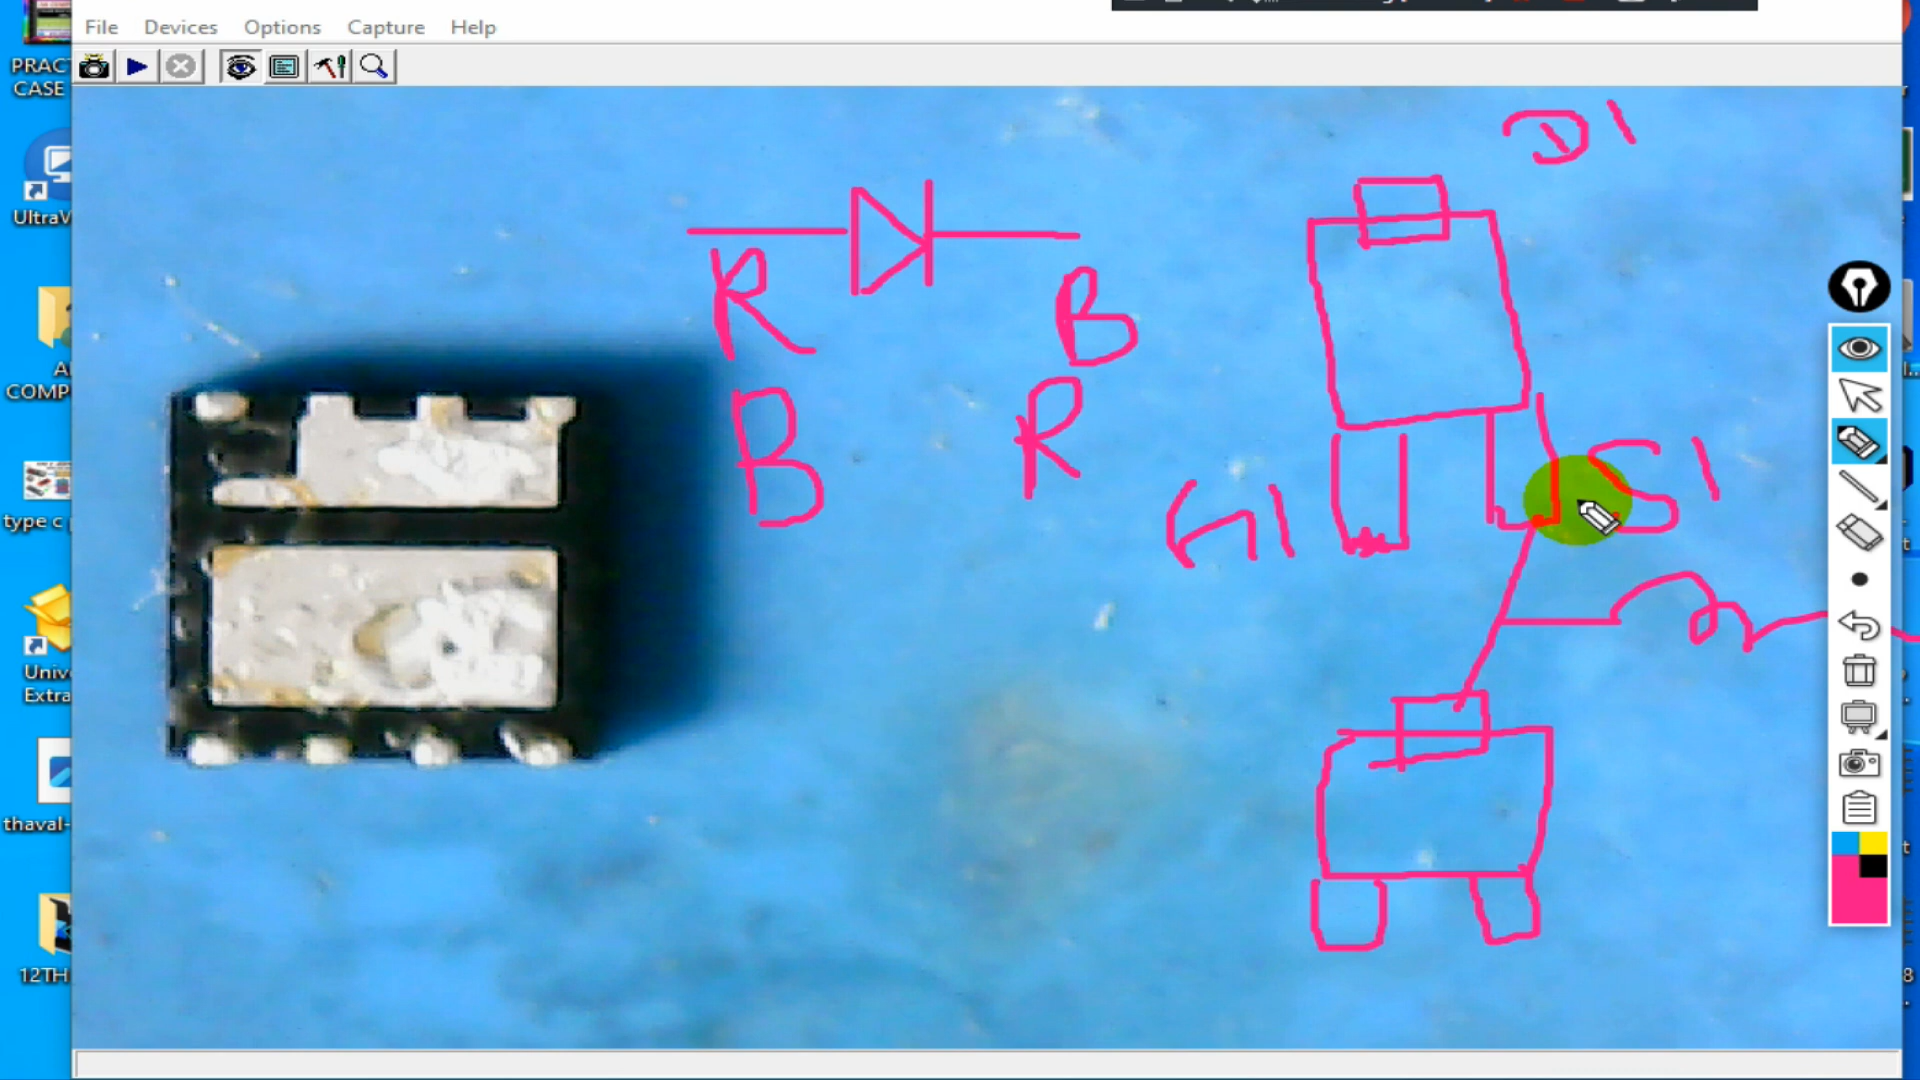 File Devices Options Capture Help
PRAC
CASE
UltraV
COMP
type c
Univ
Extra
thaval-
12TH
D1
R
B
B
R
G1
S1